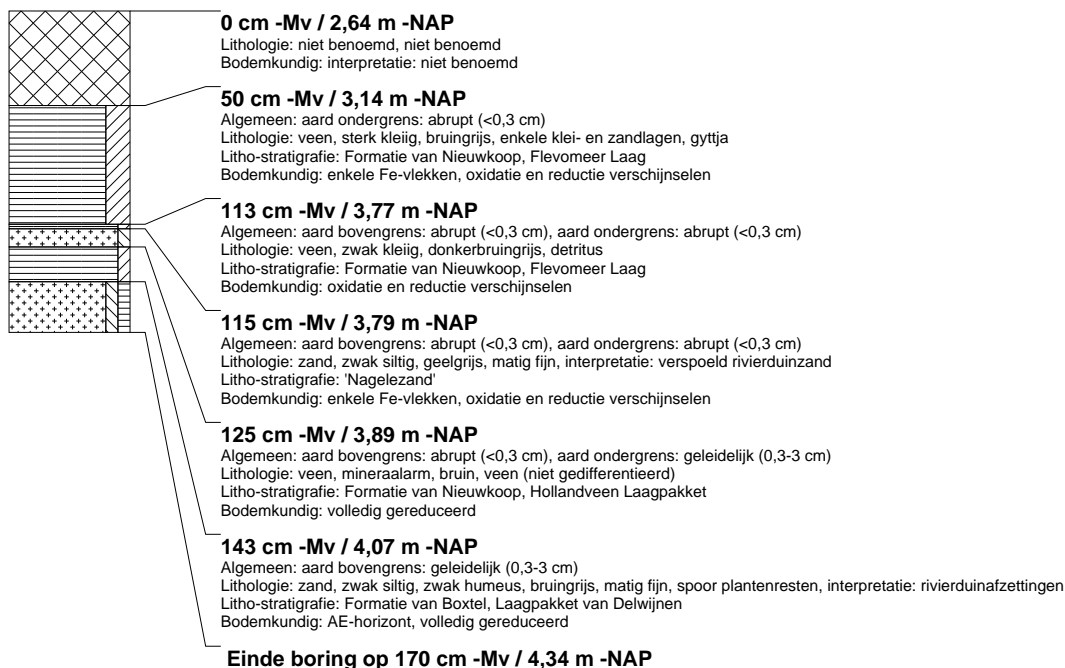 0 cm -Mv / 2,64 m -NAP
Lithologie: niet benoemd, niet benoemd
Bodemkundig: interpretatie: niet benoemd
50 cm -Mv / 3,14 m -NAP
Algemeen: aard ondergrens: abrupt (<0,3 cm)
Lithologie: veen, sterk kleiig, bruingrijs, enkele klei- en zandlagen, gyttja
Litho-stratigrafie: Formatie van Nieuwkoop, Flevomeer Laag
Bodemkundig: enkele Fe-vlekken, oxidatie en reductie verschijnselen
113 cm -Mv / 3,77 m -NAP
Algemeen: aard bovengrens: abrupt (<0,3 cm), aard ondergrens: abrupt (<0,3 cm)
Lithologie: veen, zwak kleiig, donkerbruingrijs, detritus
Litho-stratigrafie: Formatie van Nieuwkoop, Flevomeer Laag
Bodemkundig: oxidatie en reductie verschijnselen
115 cm -Mv / 3,79 m -NAP
Algemeen: aard bovengrens: abrupt (<0,3 cm), aard ondergrens: abrupt (<0,3 cm)
Lithologie: zand, zwak siltig, geelgrijs, matig fijn, interpretatie: verspoeld rivierduinzand
Litho-stratigrafie: 'Nagelezand'
Bodemkundig: enkele Fe-vlekken, oxidatie en reductie verschijnselen
125 cm -Mv / 3,89 m -NAP
Algemeen: aard bovengrens: abrupt (<0,3 cm), aard ondergrens: geleidelijk (0,3-3 cm)
Lithologie: veen, mineraalarm, bruin, veen (niet gedifferentieerd)
Litho-stratigrafie: Formatie van Nieuwkoop, Hollandveen Laagpakket
Bodemkundig: volledig gereduceerd
143 cm -Mv / 4,07 m -NAP
Algemeen: aard bovengrens: geleidelijk (0,3-3 cm)
Lithologie: zand, zwak siltig, zwak humeus, bruingrijs, matig fijn, spoor plantenresten, interpretatie: rivierduinafzettingen
Litho-stratigrafie: Formatie van Boxtel, Laagpakket van Delwijnen
Bodemkundig: AE-horizont, volledig gereduceerd
Einde boring op 170 cm -Mv / 4,34 m -NAP